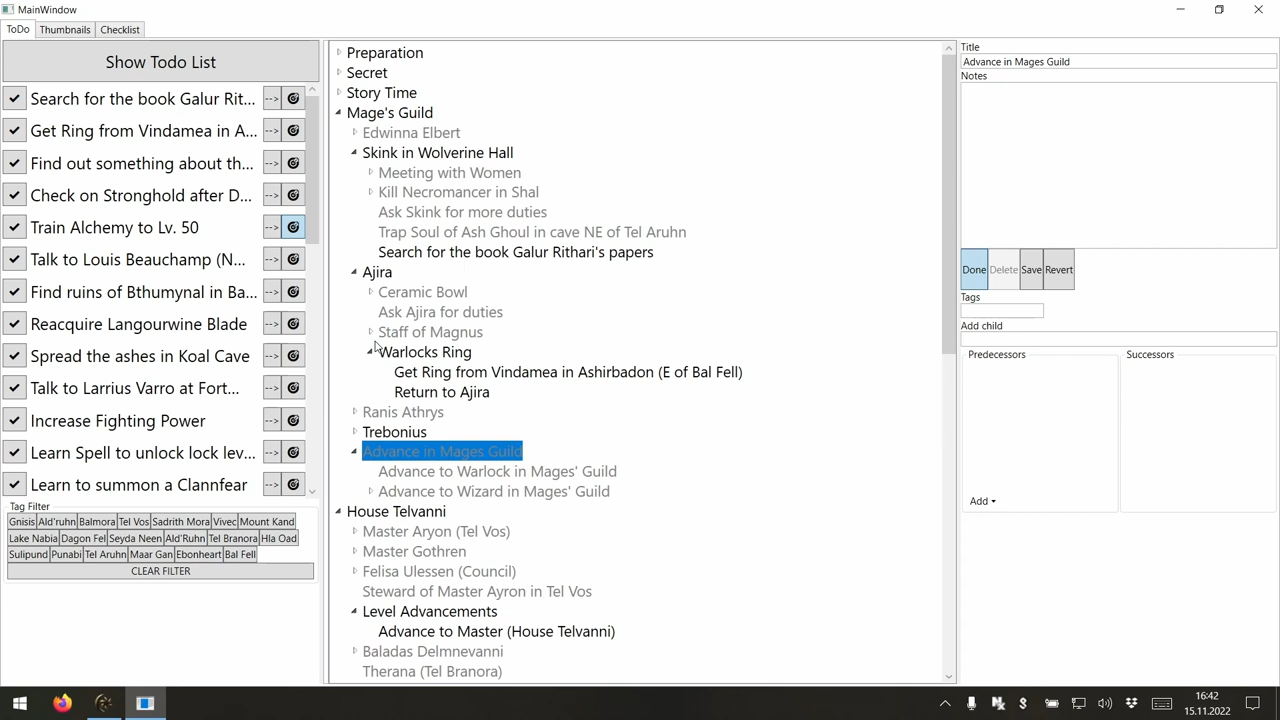 MainWindow
ToDo Thumbnails Checklist
Show Todo List
Search for the book Galur Rit...
-->
Get Ring from Vindamea in A...
-->
Find out something about th...
-->
Check on Stronghold after D...
-->
Train Alchemy to Lv. 50
-->
Talk to Louis Beauchamp (N...
-->
Find ruins of Bthumynal in Ba...
-->
Reacquire Langourwine Blade
-->
Spread the ashes in Koal Cave
-->
Talk to Larrius Varro at Fort...
-->
Increase Fighting Power
-->
Learn Spell to unlock lock lev...
-->
Learn to summon a Clannfear
-->
Tag Filter
Gnisis Ald'ruhn Balmora Tel Vos Sadrith Mora Vivec Mount Kand
Lake Nabia Dagon Fel Seyda Neen Ald'Ruhn Tel Branora Hla Oad
Sulipund Punabi Tel Aruhn Maar Gan Ebonheart Bal Fell
CLEAR FILTER
Preparation
Secret
Story Time
Mage's Guild
Edwinna Elbert
Skink in Wolverine Hall
Meeting with Women
Kill Necromancer in Shal
Ask Skink for more duties
Trap Soul of Ash Ghoul in cave NE of Tel Aruhn
Search for the book Galur Rithari's papers
Ajira
Ceramic Bowl
Ask Ajira for duties
Staff of Magnus
Warlocks Ring
Get Ring from Vindamea in Ashirbadon (E of Bal Fell)
Return to Ajira
Ranis Athrys
Trebonius
Advance in Mages Guild
Advance to Warlock in Mages' Guild
Advance to Wizard in Mages' Guild
House Telvanni
Master Aryon (Tel Vos)
Master Gothren
Felisa Ulessen (Council)
Steward of Master Ayron in Tel Vos
Level Advancements
Advance to Master (House Telvanni)
Baladas Delmnevanni
Therana (Tel Branora)
Title
Advance in Mages Guild
Notes
Done Delete Save Revert
Tags
Add child
Predecessors Successors
Add
16:42
15.11.2022